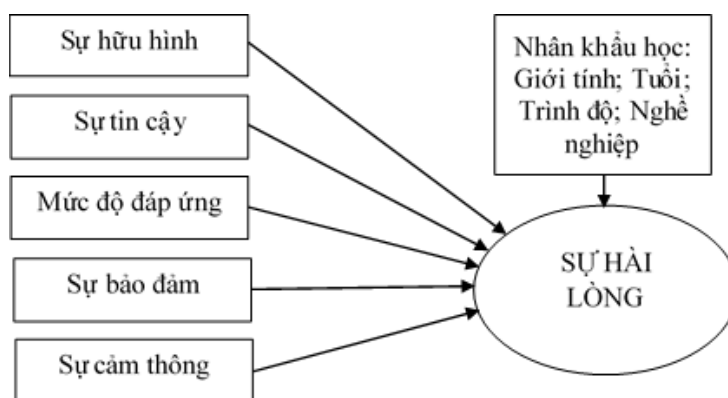 Sự hữu hình
Sự tin cậy
Mức độ đáp ứng
Sự bảo đảm
Sự cảm thông
Nhân khẩu học:
Giới tính; Tuổi;
Trình độ; Nghề
nghiệp
SỰ HÀI
LÒNG